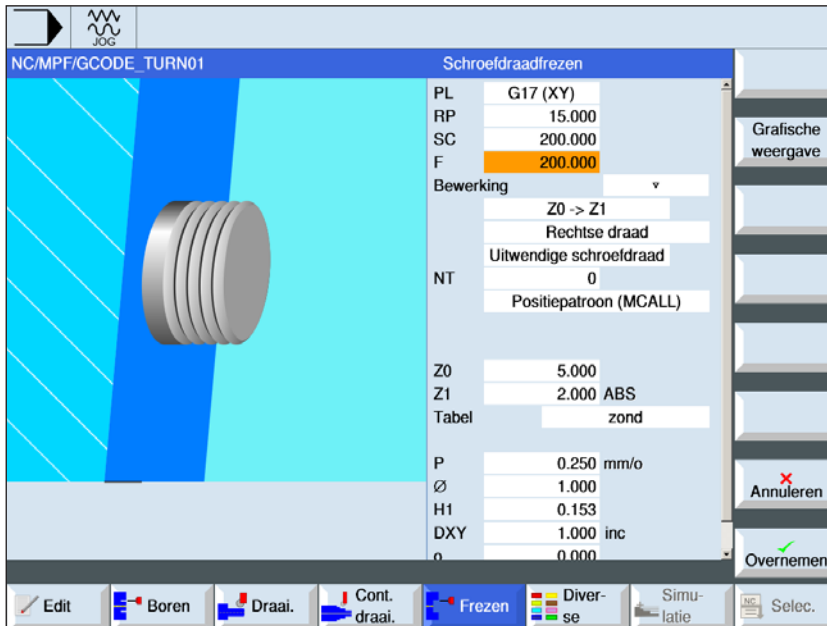 JOG
NC/MPF/GCODE_TURN01
Schroefdraadfrezen
PL G17 (XY)
RP 15.000
SC 200.000
F 200.000
Bewerking ▿
Z0 -> Z1
Rechtse draad
Uitwendige schroefdraad
NT 0
Positiepatroon (MCALL)
Z0 5.000
Z1 2.000 ABS
Tabel zond
P 0.250 mm/o
Ø 1.000
H1 0.153
DXY 1.000 inc
0.000
Grafische
weergave
Annuleren
Overnemen
Edit
Boren
Draai.
Cont.
draai.
Frezen
Diver-
se
Simu-
latie
NC
Selec.